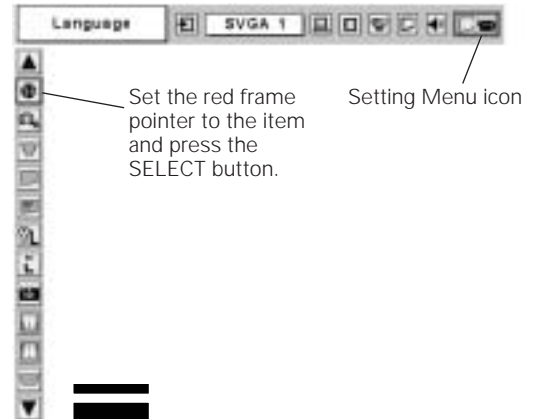 Language
SVGA 1
Set the red frame
pointer to the item
and press the
SELECT button.
Setting Menu icon